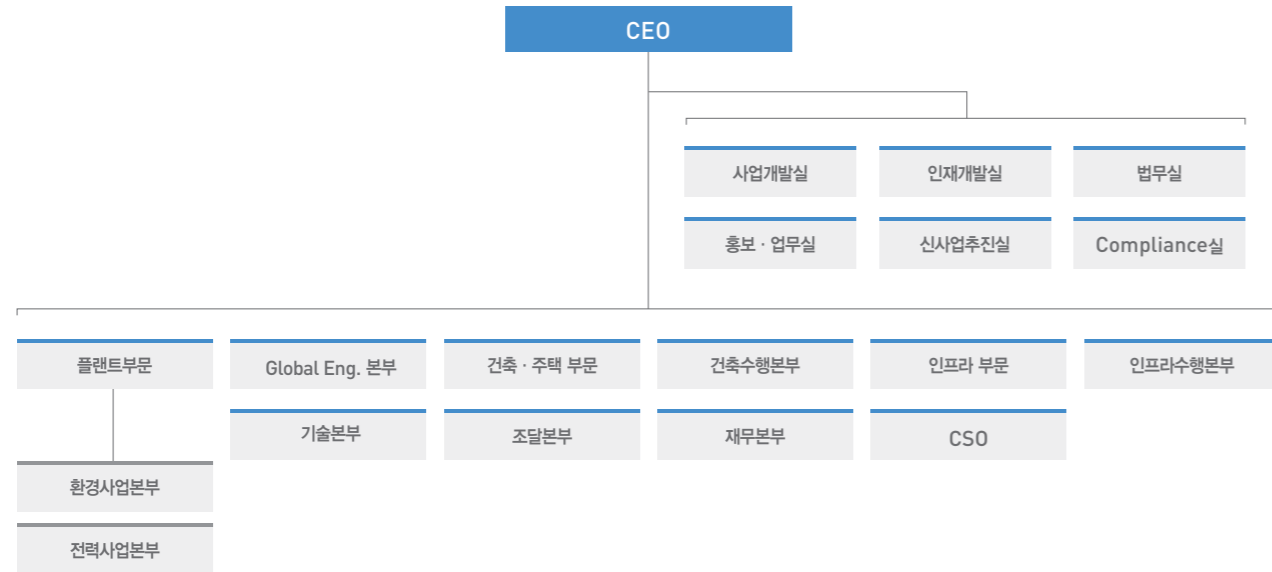 CEO
사업개발실
인재개발실
법무실
홍보 · 업무실
신사업추진실
Compliance실
플랜트부문
Global Eng. 본부
건축 · 주택 부문
건축수행본부
인프라 부문
인프라수행본부
기술본부
조달본부
재무본부
CSO
환경사업본부
전력사업본부